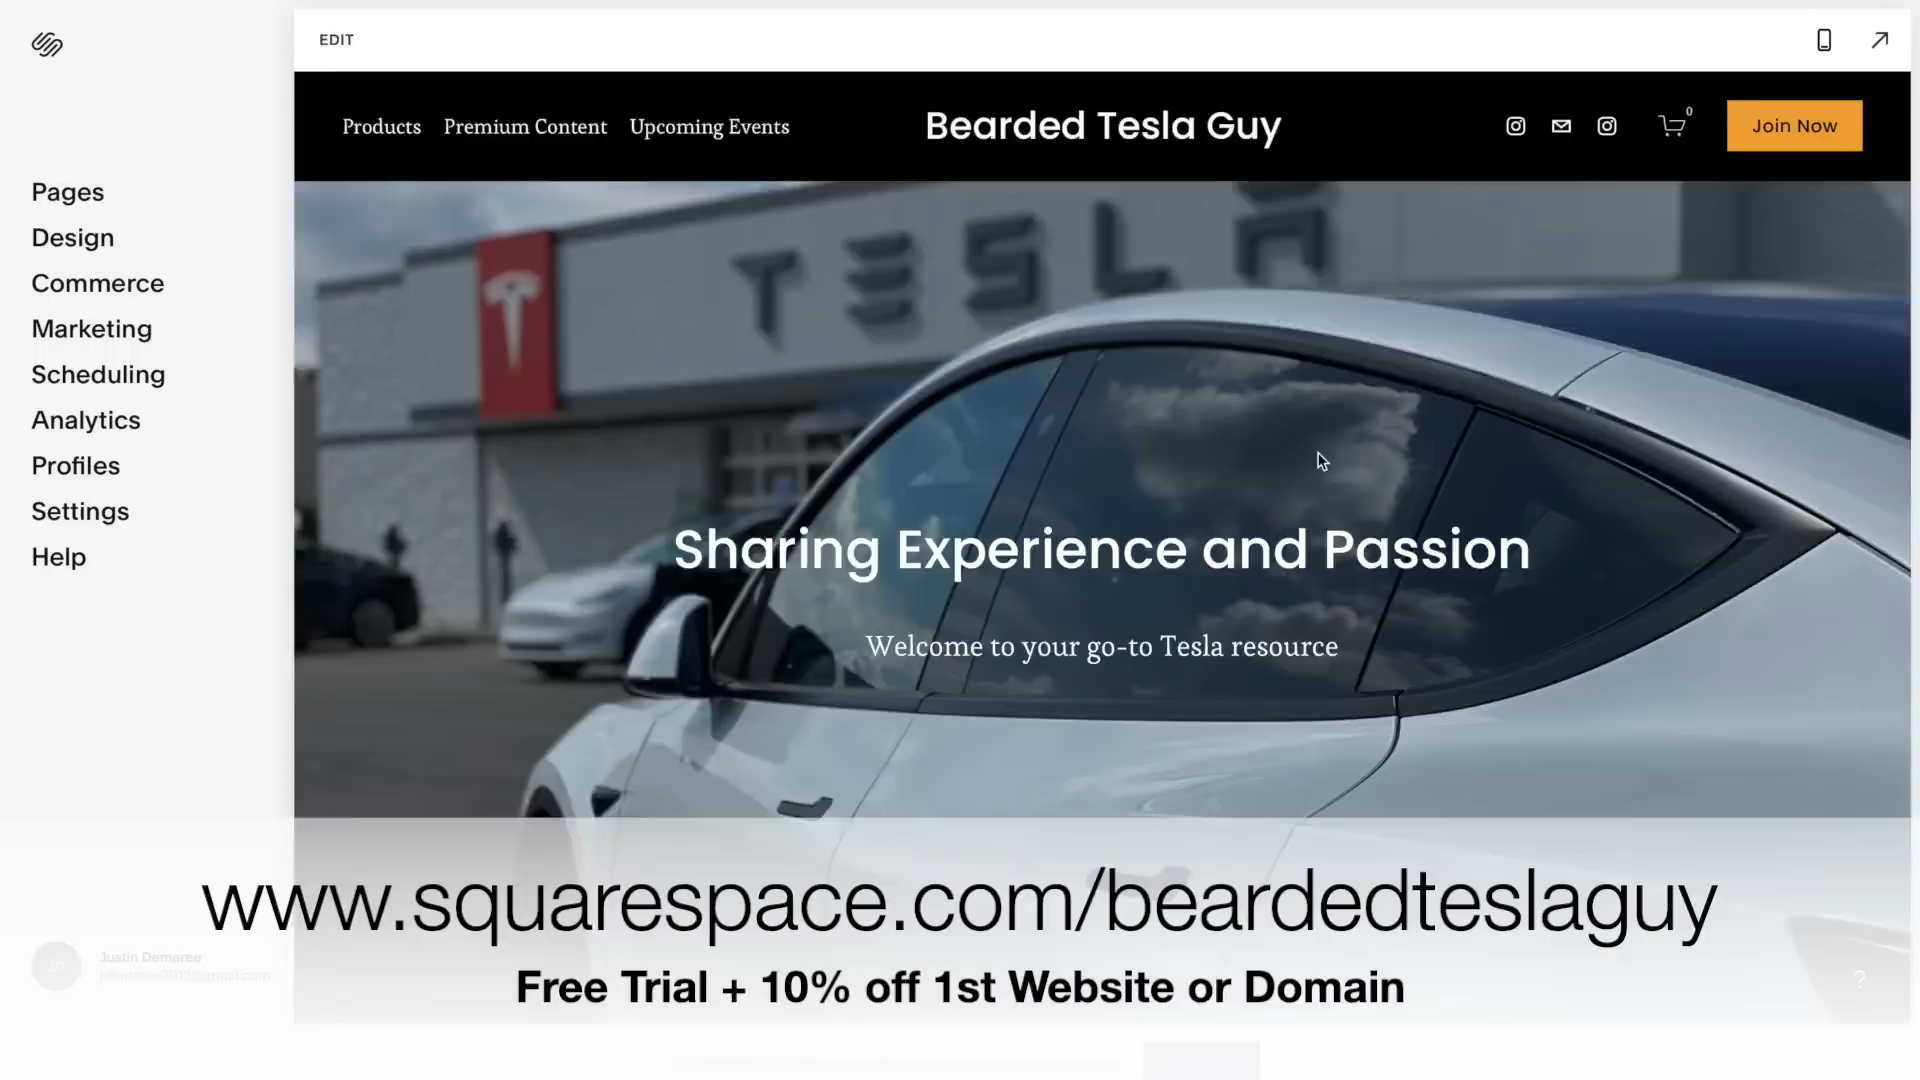 EDIT
Products Premium Content Upcoming Events
Bearded Tesla Guy
0
Join Now
Pages
Design
Commerce
Marketing
Scheduling
Analytics
Profiles
Settings
Help
TESLA
Sharing Experience and Passion
Welcome to your go-to Tesla resource
www.squarespace.com/beardedteslaguy
Justin Demaree
Free Trial + 10% off 1st Website or Domain
?